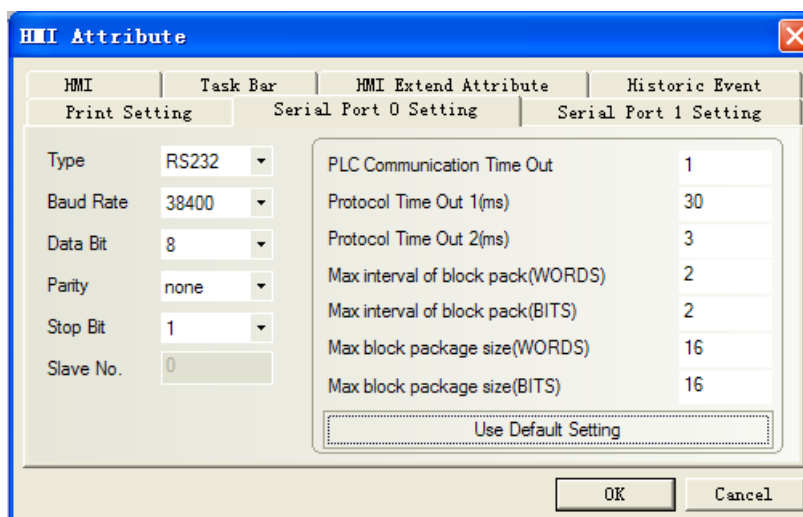 HMI Attribute
HMI Task Bar HMI Extend Attribute Historic Event
Print Setting Serial Port 0 Setting Serial Port 1 Setting
Type RS232
Baud Rate 38400
Data Bit 8
Parity none
Stop Bit 1
Slave No. 0
PLC Communication Time Out 1
Protocol Time Out 1(ms) 30
Protocol Time Out 2(ms) 3
Max interval of block pack(WORDS) 2
Max interval of block pack(BITS) 2
Max block package size(WORDS) 16
Max block package size(BITS) 16
Use Default Setting
OK Cancel